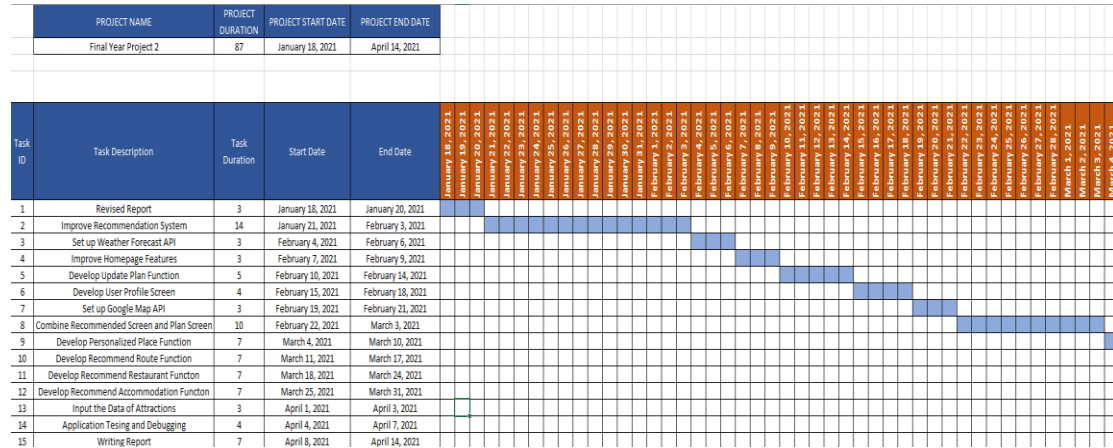 PROJECT NAME PROJECT DURATION PROJECT START DATE PROJECT END DATE
Final Year Project 2 87 January 18, 2021 April 14, 2021
Task ID Task Description Task Duration Start Date End Date January 18, 2021 January 19, 2021 January 20, 2021 January 21, 2021 January 22, 2021 January 23, 2021 January 24, 2021 January 25, 2021 January 26, 2021 January 27, 2021 January 28, 2021 January 29, 2021 January 30, 2021 January 31, 2021 February 1, 2021 February 2, 2021 February 3, 2021 February 4, 2021 February 5, 2021 February 6, 2021 February 7, 2021 February 8, 2021 February 9, 2021 February 10, 2021 February 11, 2021 February 12, 2021 February 13, 2021 February 14, 2021 February 15, 2021 February 16, 2021 February 17, 2021 February 18, 2021 February 19, 2021 February 20, 2021 February 21, 2021 February 22, 2021 February 23, 2021 February 24, 2021 February 25, 2021 February 26, 2021 February 27, 2021 February 28, 2021 March 1, 2021 March 2, 2021 March 3, 2021
1 Revised Report 3 January 18, 2021 January 20, 2021
2 Improve Recommendation System 14 January 21, 2021 February 3, 2021
3 Set up Weather Forecast API 3 February 4, 2021 February 6, 2021
4 Improve Homepage Features 3 February 7, 2021 February 9, 2021
5 Develop Update Plan Function 5 February 10, 2021 February 14, 2021
6 Develop User Profile Screen 4 February 15, 2021 February 18, 2021
7 Set up Google Map API 3 February 19, 2021 February 21, 2021
8 Combine Recommended Screen and Plan Screen 10 February 22, 2021 March 3, 2021
9 Develop Personalized Place Function 7 March 4, 2021 March 10, 2021
10 Develop Recommend Route Function 7 March 11, 2021 March 17, 2021
11 Develop Recommend Restaurant Functon 7 March 18, 2021 March 24, 2021
12 Develop Recommend Accommodation Functon 7 March 25, 2021 March 31, 2021
13 Input the Data of Attractions 3 April 1, 2021 April 3, 2021
14 Application Tesing and Debugging 4 April 4, 2021 April 7, 2021
15 Writing Report 7 April 8, 2021 April 14, 2021